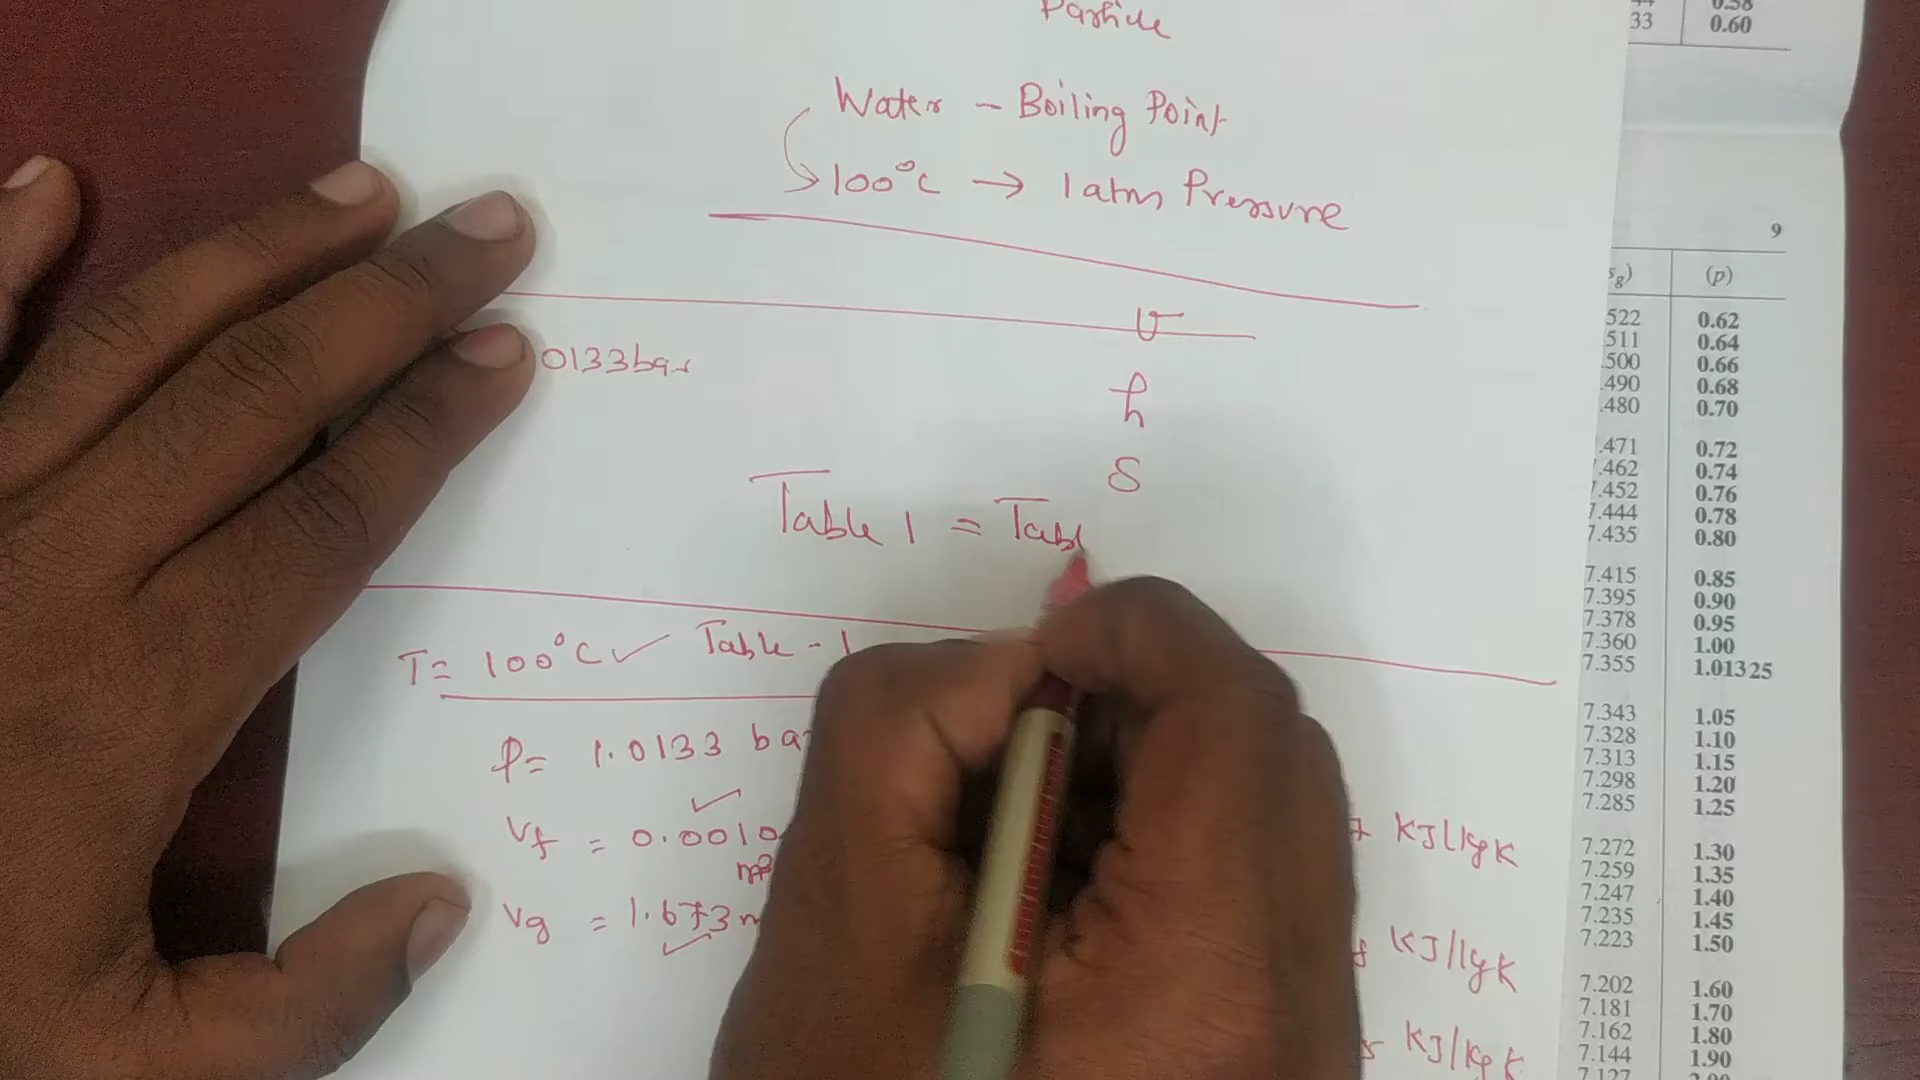 Particle
Water - Boiling Point
100°C → 1 atm Pressure
v
0133 bar
h
s
Table 1 = Tabl
T = 100°C ✓ Table - 1
P = 1.0133 ba
Vf = 0.0010
m³
Vg = 1.673 m
KJ/kgK
KJ/kgK
KJ/kgK
33 0.60
9
sg) (p)
522 0.62
511 0.64
500 0.66
.490 0.68
.480 0.70
.471 0.72
.462 0.74
.452 0.76
7.444 0.78
7.435 0.80
7.415 0.85
7.395 0.90
7.378 0.95
7.360 1.00
7.355 1.01325
7.343 1.05
7.328 1.10
7.313 1.15
7.298 1.20
7.285 1.25
7.272 1.30
7.259 1.35
7.247 1.40
7.235 1.45
7.223 1.50
7.202 1.60
7.181 1.70
7.162 1.80
7.144 1.90